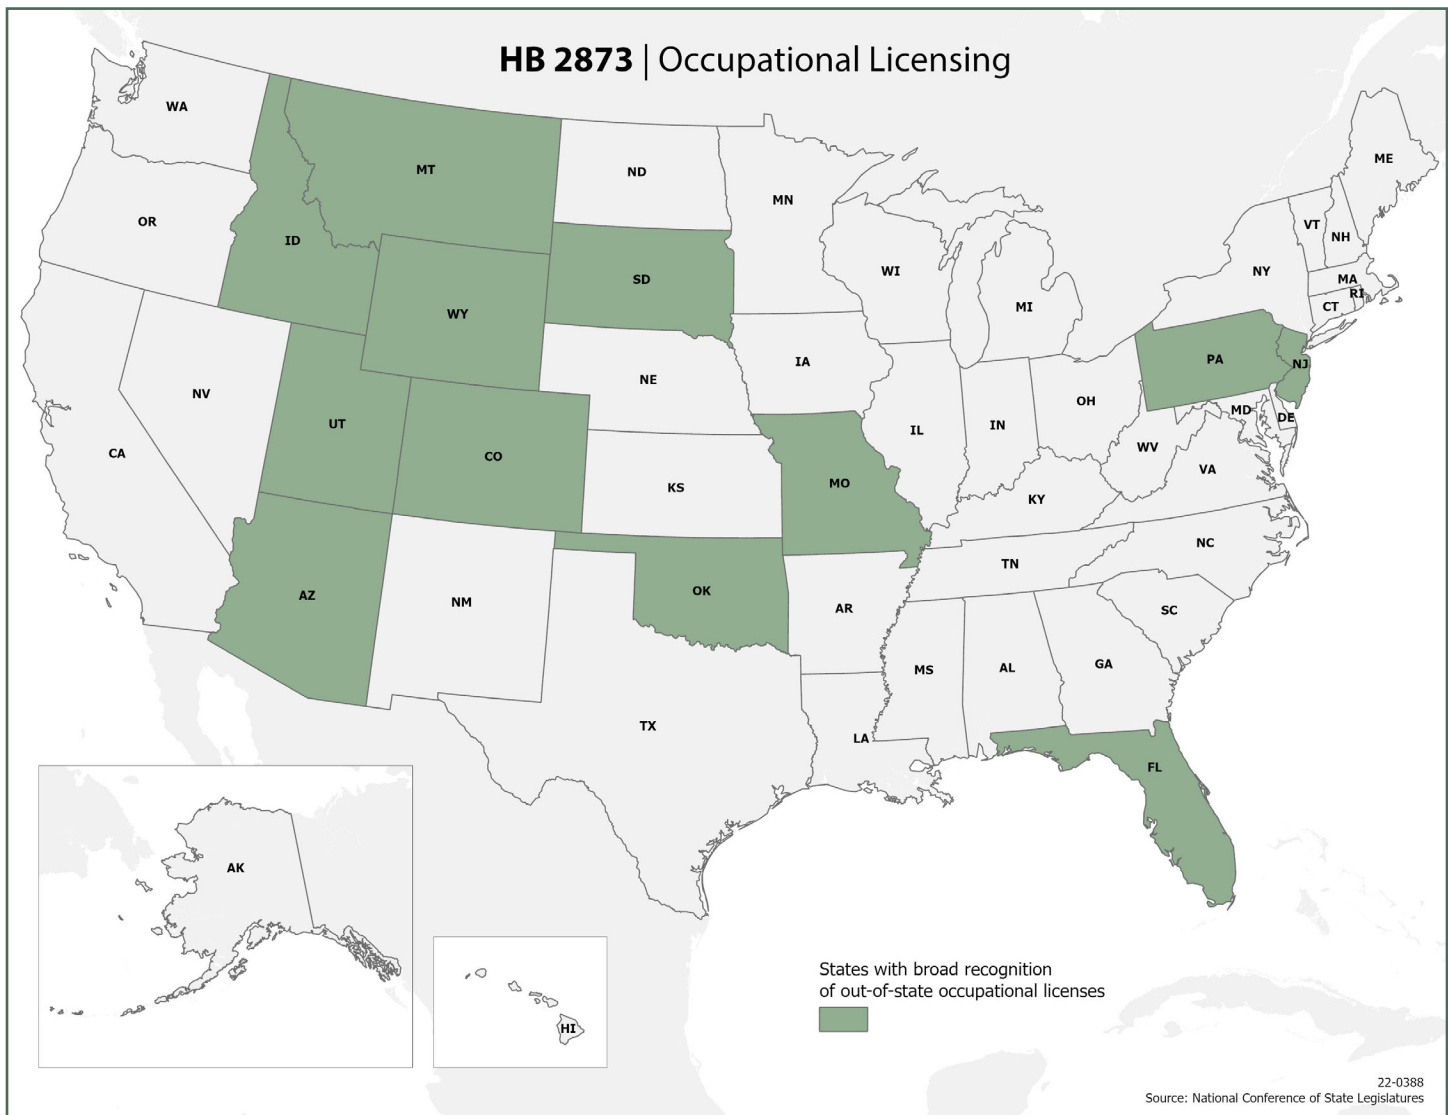 HB 2873 | Occupational Licensing
WA
MT
ND
MN
ME
OR
ID
SD
WI
VT
NH
NY
MA
RI
CT
WY
MI
IA
PA
NJ
NV
NE
OH
MD
DE
UT
IL
IN
WV
CA
CO
KS
MO
KY
VA
AZ
NM
OK
AR
TN
NC
SC
MS
AL
GA
TX
LA
FL
AK
HI
States with broad recognition
of out-of-state occupational licenses
22-0388
Source: National Conference of State Legislatures